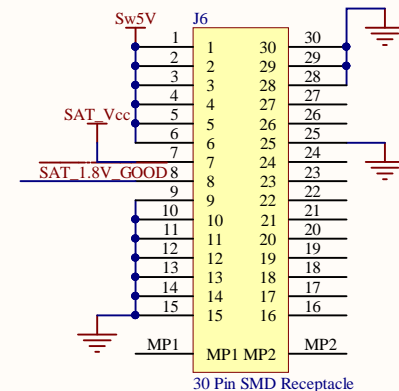 Sw5V
J6
1 1 30 30
2 2 29 29
3 3 28 28
4 4 27 27
SAT_Vcc 5 5 26 26
6 6 25 25
7 7 24 24
SAT_1.8V_GOOD 8 8 23 23
9 9 22 22
10 10 21 21
11 11 20 20
12 12 19 19
13 13 18 18
14 14 17 17
15 15 16 16
MP1 MP1 MP2 MP2
30 Pin SMD Receptacle